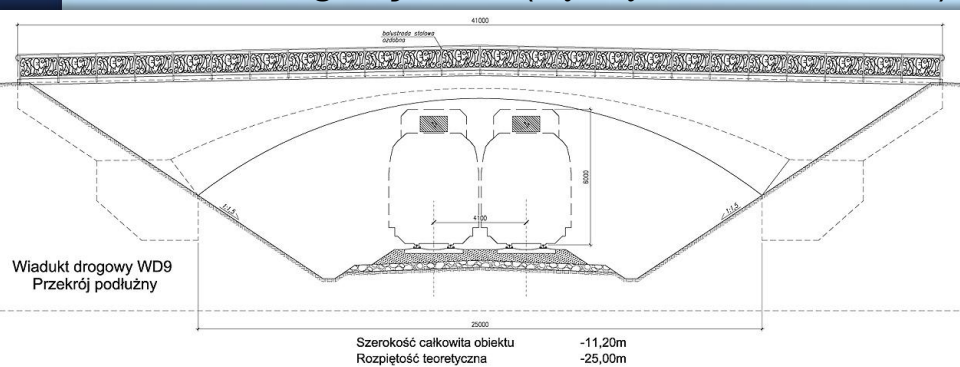 41000
balustrada stalowa
ozdobna
6000
4100
1:1,5
1:1,5
Wiadukt drogowy WD9
Przekrój podłużny
25000
Szerokość całkowita obiektu -11,20m
Rozpiętość teoretyczna -25,00m